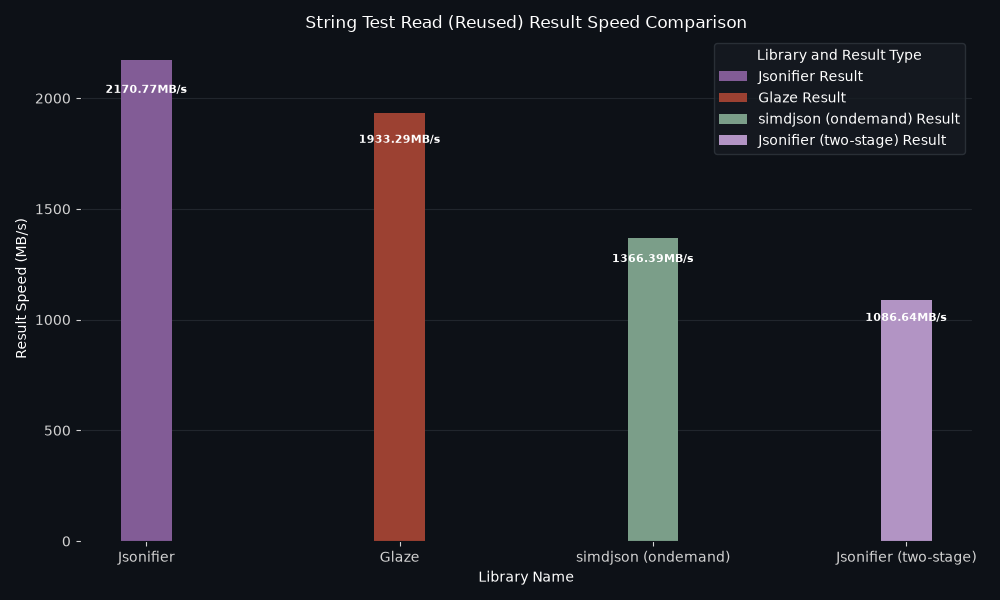 String Test Read (Reused) Result Speed Comparison
Library and Result Type
Jsonifier Result
Glaze Result
simdjson (ondemand) Result
Jsonifier (two-stage) Result
2170.77MB/s
1933.29MB/s
1366.39MB/s
1086.64MB/s
Result Speed (MB/s)
2000
1500
1000
500
0
Jsonifier
Glaze
simdjson (ondemand)
Jsonifier (two-stage)
Library Name